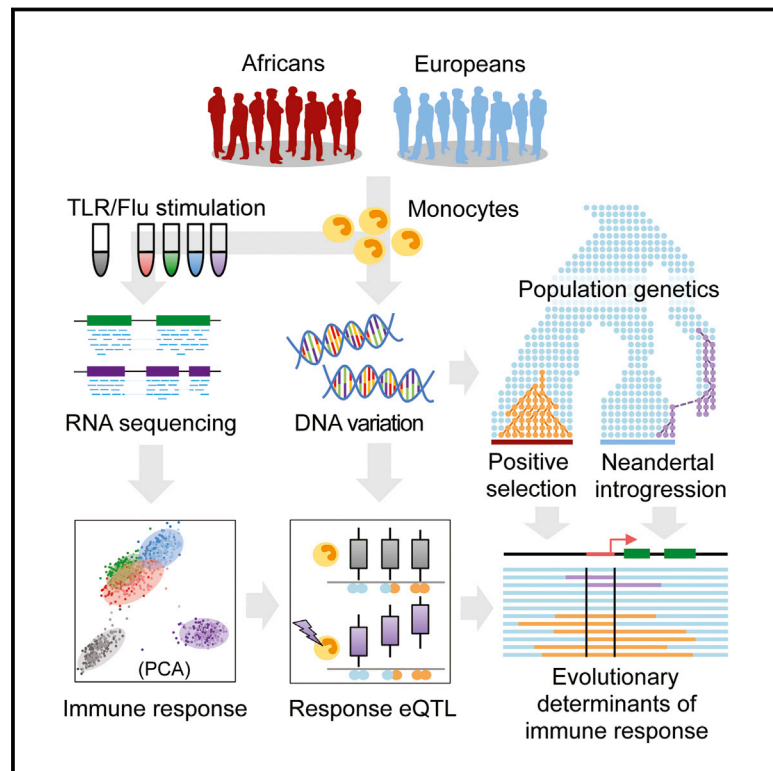 Africans
Europeans
TLR/Flu stimulation
Monocytes
Population genetics
RNA sequencing
DNA variation
Positive
selection
Neandertal
introgression
(PCA)
Immune response
Response eQTL
Evolutionary
determinants of
immune response